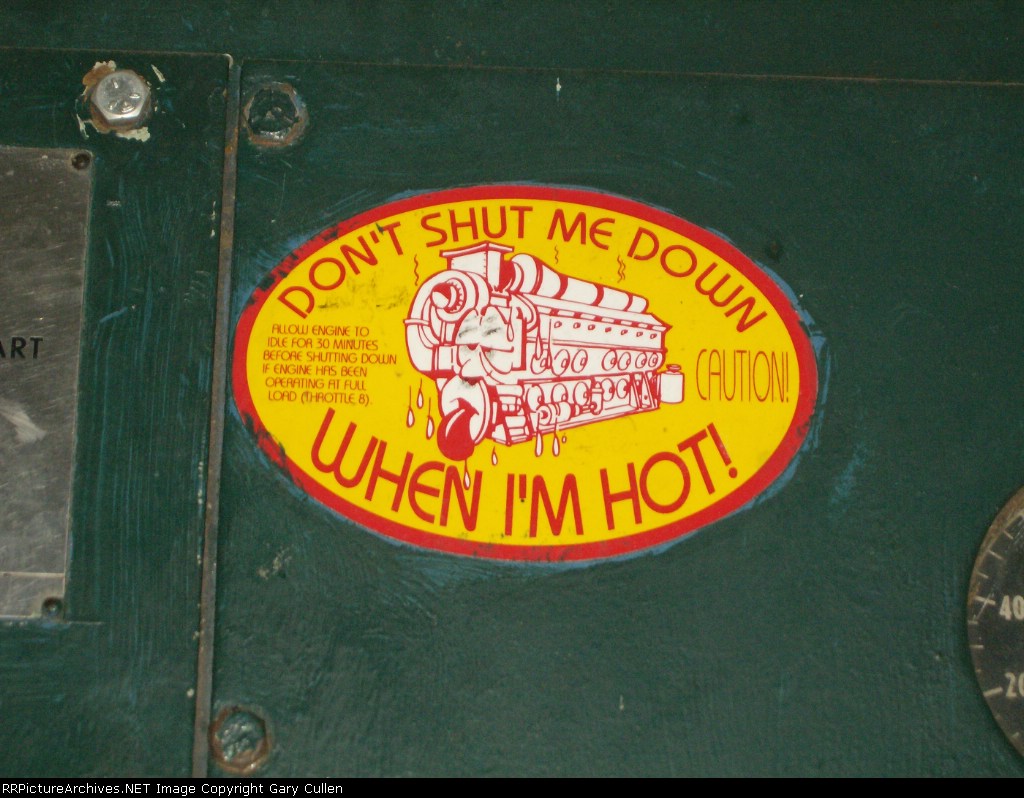 DON'T SHUT ME DOWN
ALLOW ENGINE TO
IDLE FOR 30 MINUTES
BEFORE SHUTTING DOWN
IF ENGINE HAS BEEN
OPERATING AT FULL
LOAD (THROTTLE 8).
CAUTION!
WHEN I'M HOT!
ART
40
20
RRPictureArchives.NET Image Copyright Gary Cullen